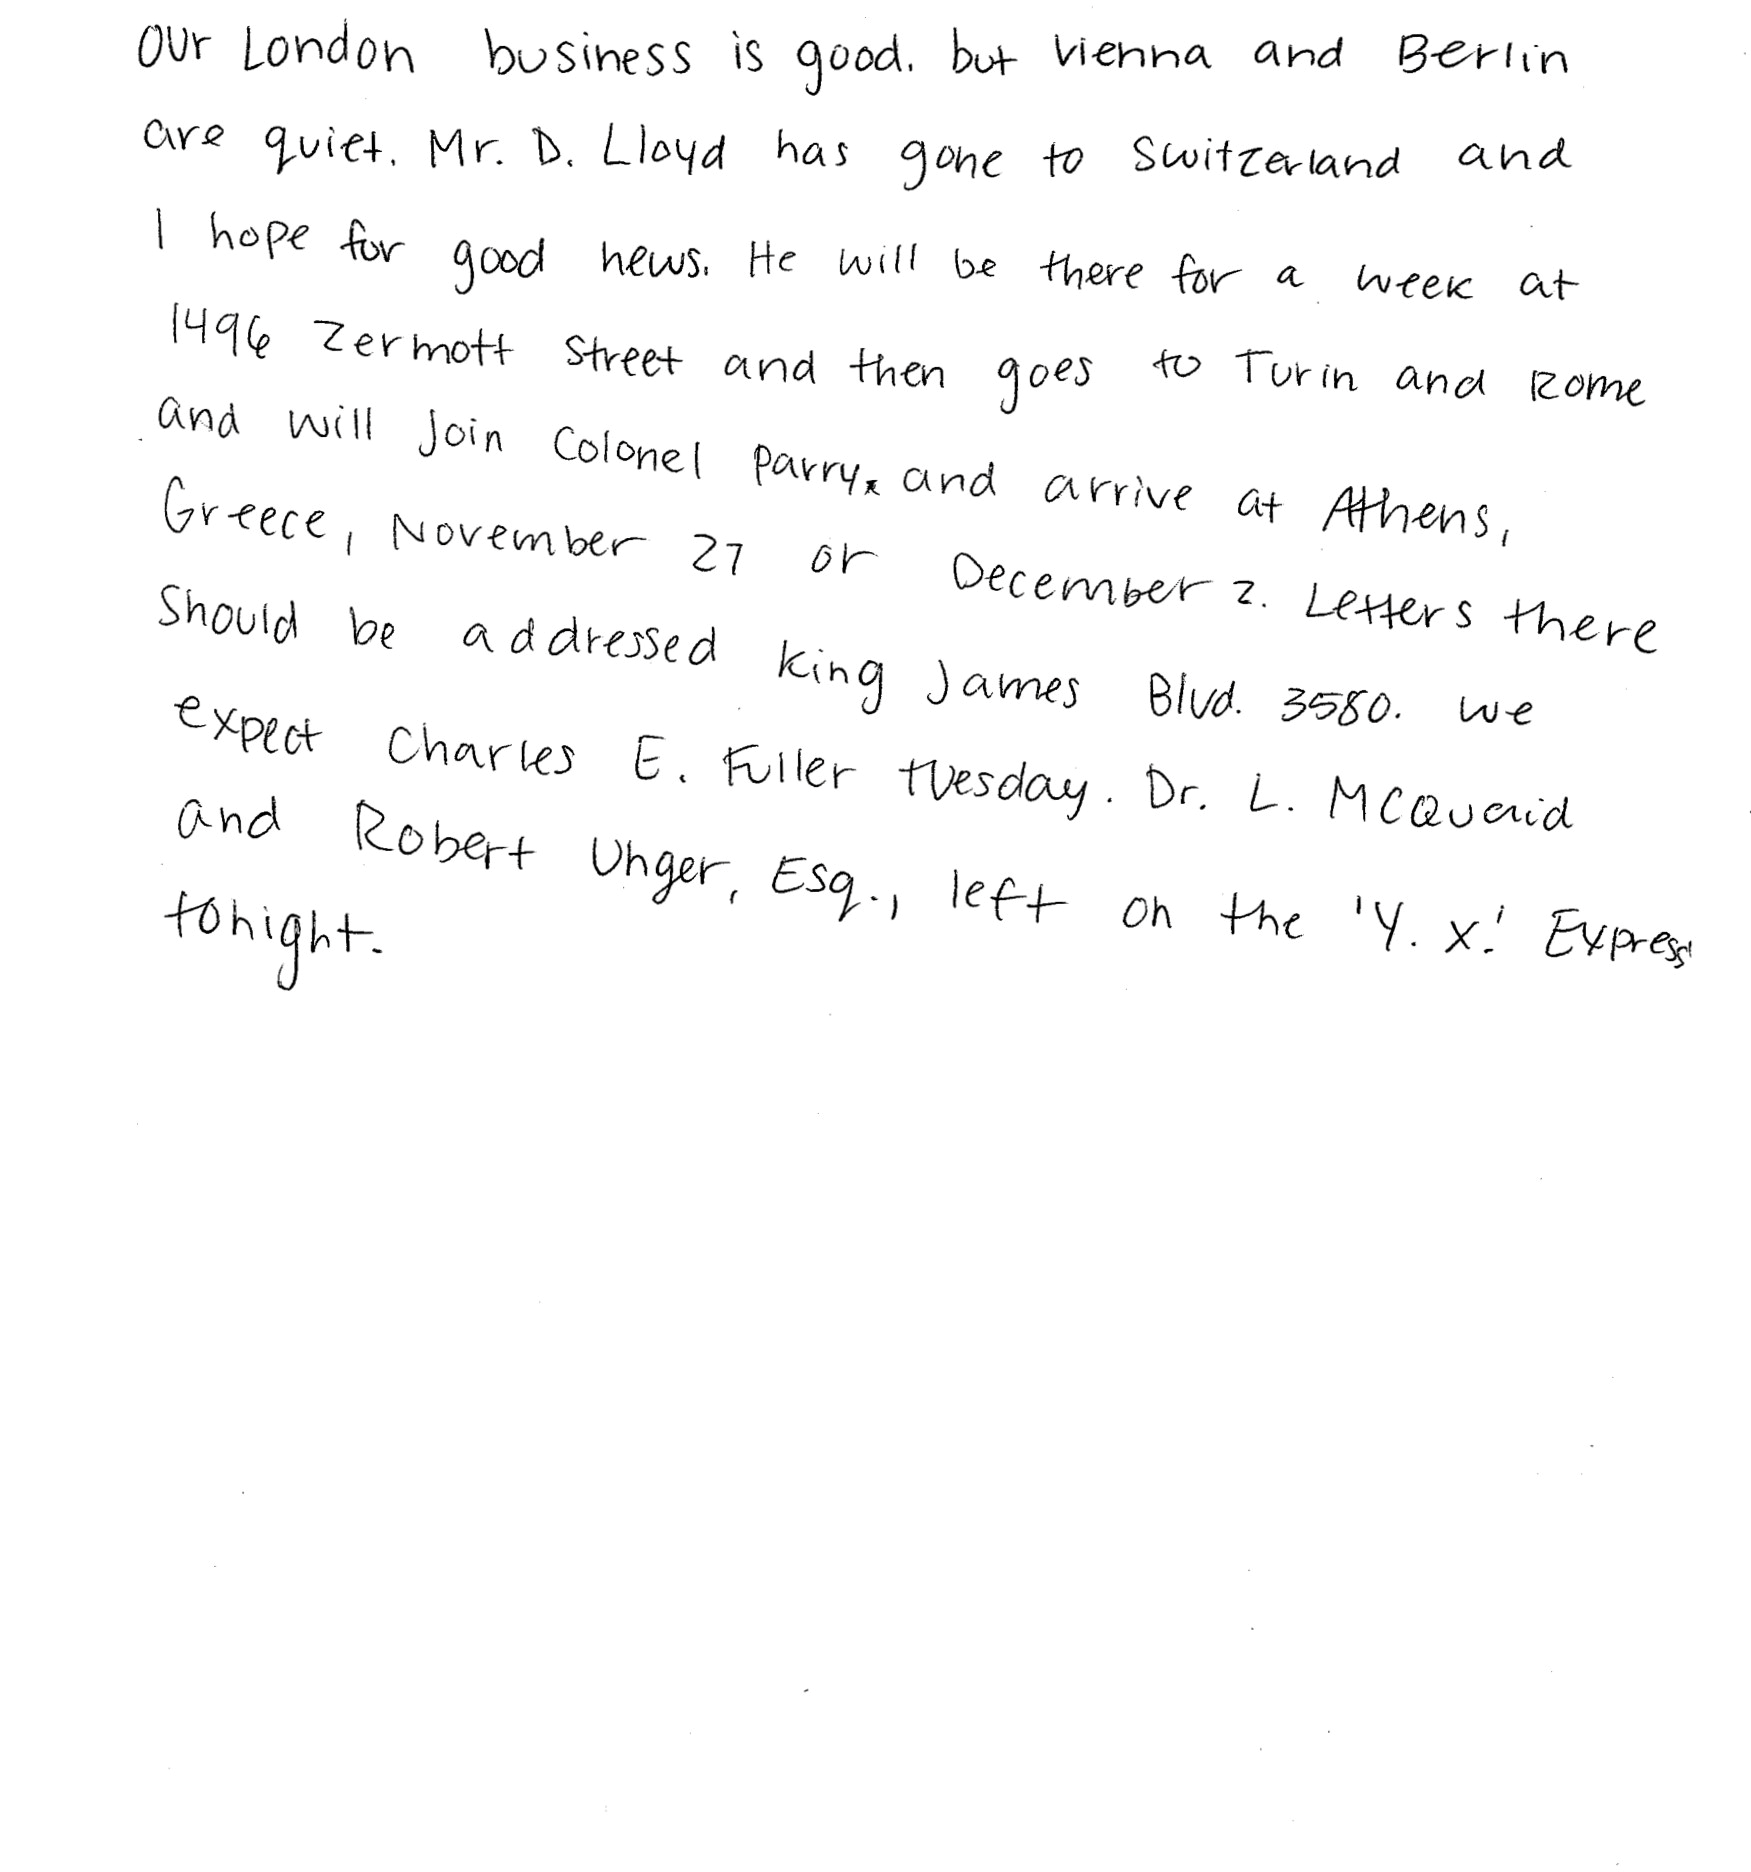 Our London business is good. but Vienna and Berlin
are quiet. Mr. D. Lloyd has gone to Switzerland and
I hope for good news. He will be there for a week at
1496 Zermott Street and then goes to Turin and Rome
and will Join Colonel Parry and arrive at Athens,
Greece, November 27 or December 2. Letters there
Should be addressed King James Blvd. 3580. We
expect Charles E. Fuller tuesday. Dr. L. McQuaid
and Robert Unger, Esq., left on the 'Y. X.' Express
tonight.